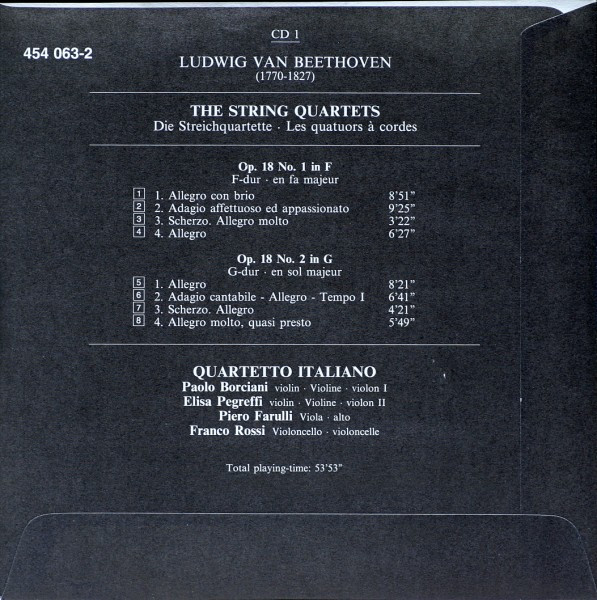 CD 1
454 063-2
LUDWIG VAN BEETHOVEN
(1770-1827)
THE STRING QUARTETS
Die Streichquartette · Les quatuors à cordes
Op. 18 No. 1 in F
F-dur · en fa majeur
1 1. Allegro con brio 8'51"
2 2. Adagio affettuoso ed appassionato 9'25"
3 3. Scherzo. Allegro molto 3'22"
4 4. Allegro 6'27"
Op. 18 No. 2 in G
G-dur · en sol majeur
5 1. Allegro 8'21"
6 2. Adagio cantabile - Allegro - Tempo I 6'41"
7 3. Scherzo. Allegro 4'21"
8 4. Allegro molto, quasi presto 5'49"
QUARTETTO ITALIANO
Paolo Borciani violin · Violine · violon I
Elisa Pegreffi violin · Violine · violon II
Piero Farulli Viola · alto
Franco Rossi Violoncello · violoncelle
Total playing-time: 53'53"